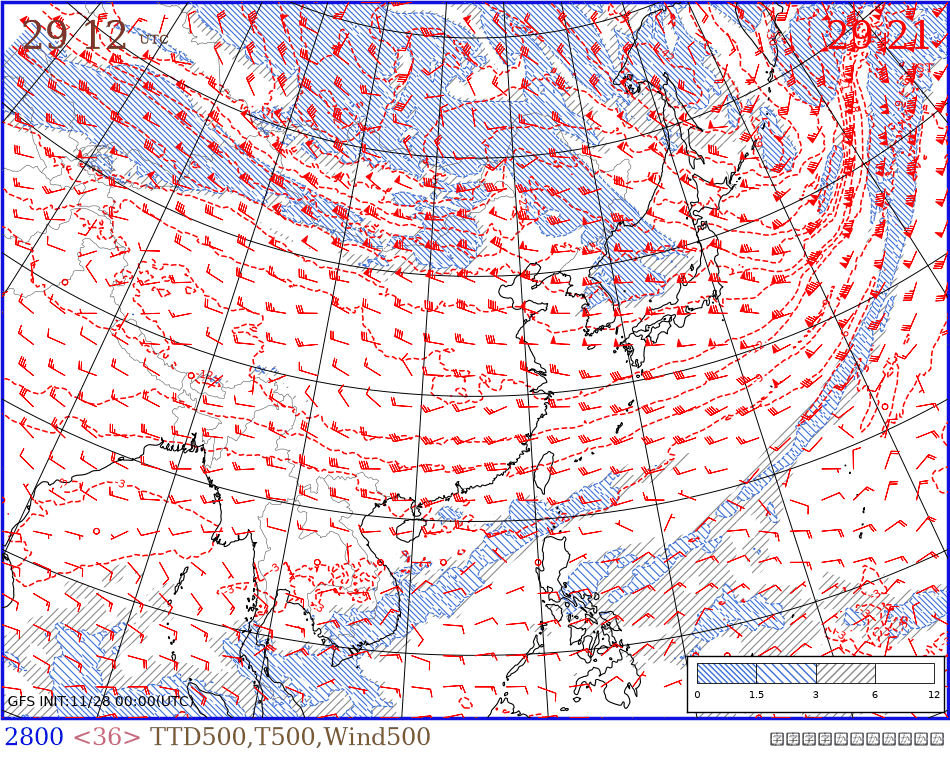 29 12 UTC
29 21
GFS INIT:11/28 00:00(UTC)
0 1.5 3 6 12
2800 <36> TTD500,T500,Wind500